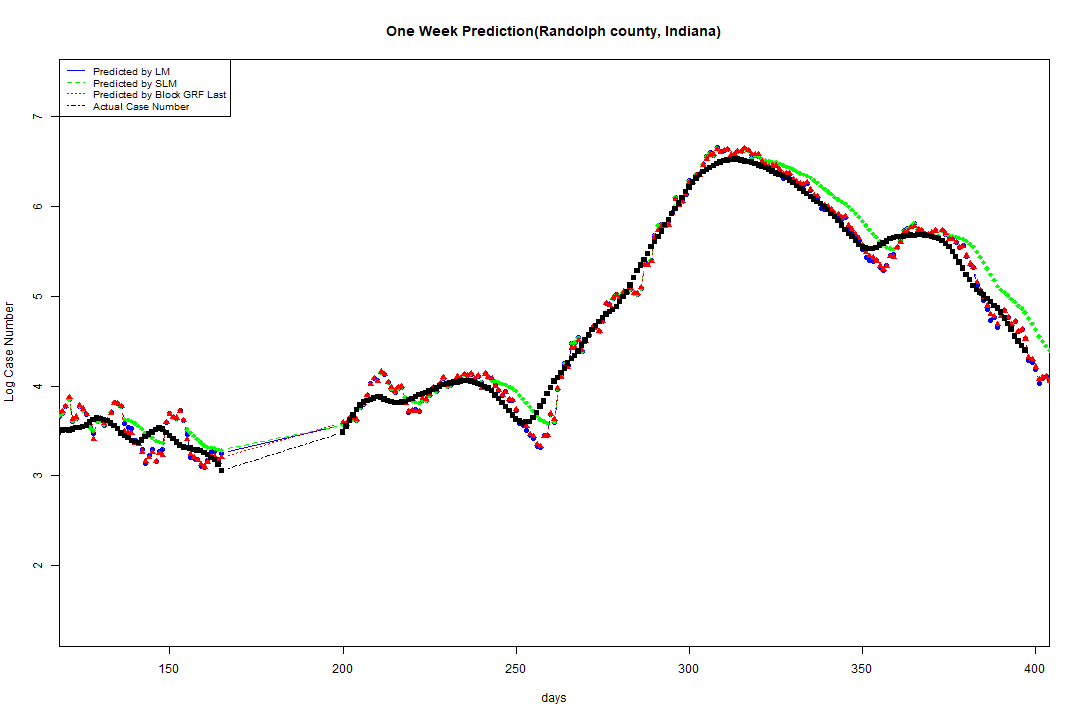 One Week Prediction(Randolph county, Indiana)
Predicted by LM
Predicted by SLM
Predicted by Block GRF Last
Actual Case Number
7
6
5
4
3
2
Log Case Number
150 200 250 300 350 400
days